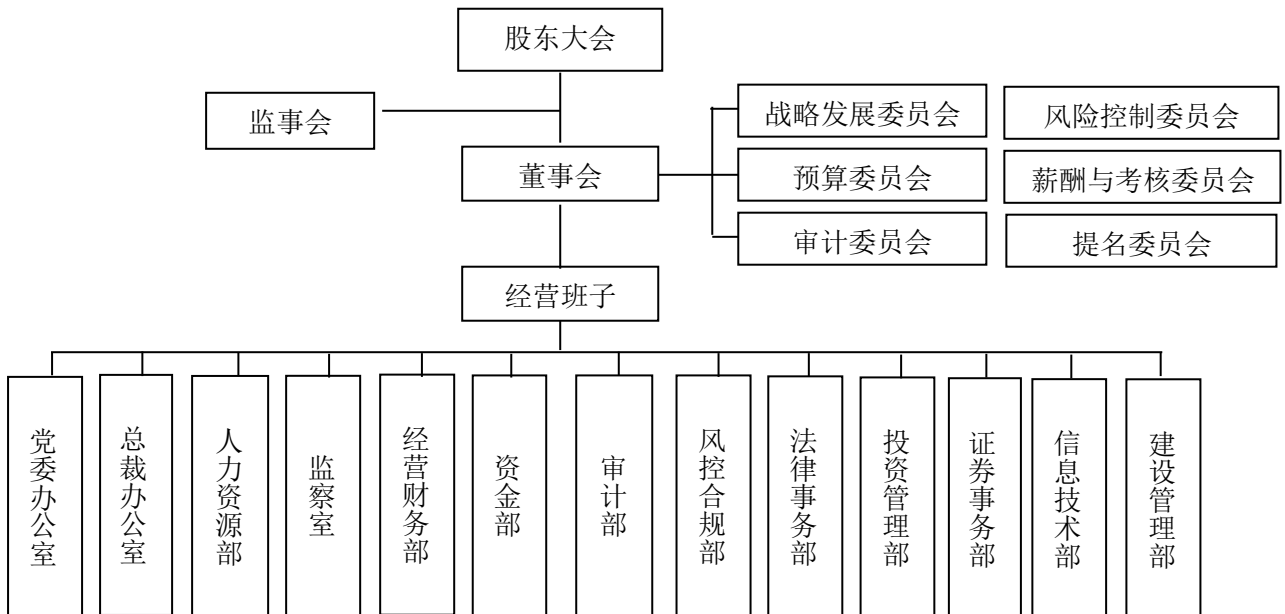 股东大会
监事会
战略发展委员会
风险控制委员会
董事会
预算委员会
薪酬与考核委员会
审计委员会
提名委员会
经营班子
党委办公室
总裁办公室
人力资源部
监察室
经营财务部
资金部
审计部
风控合规部
法律事务部
投资管理部
证券事务部
信息技术部
建设管理部